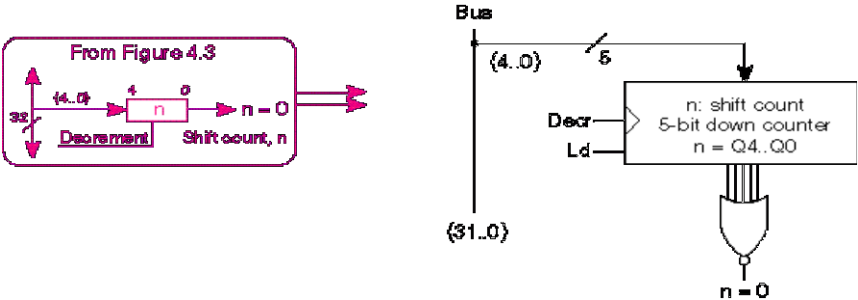 From Figure 4.3
⟨4..0⟩
4
0
32
n
n = 0
Decrement
Shift count, n
Bus
⟨4..0⟩
5
Decr
Ld
n: shift count
5-bit down counter
n = Q4..Q0
⟨31..0⟩
n = 0